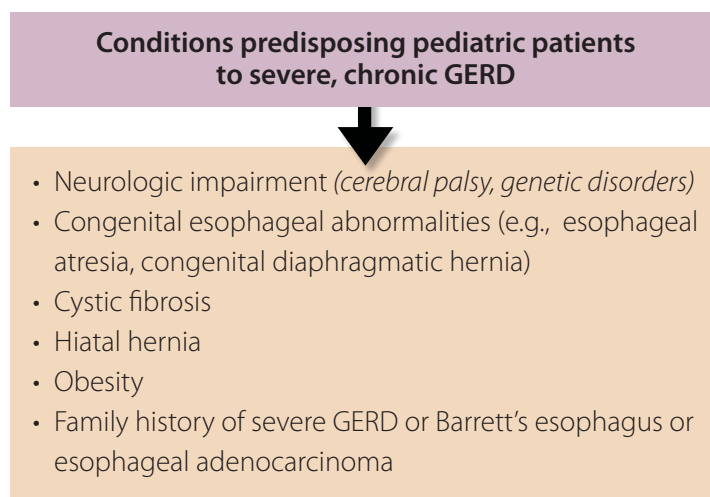 Conditions predisposing pediatric patients
to severe, chronic GERD
• Neurologic impairment (cerebral palsy, genetic disorders)
• Congenital esophageal abnormalities (e.g., esophageal
atresia, congenital diaphragmatic hernia)
• Cystic fibrosis
• Hiatal hernia
• Obesity
• Family history of severe GERD or Barrett’s esophagus or
esophageal adenocarcinoma